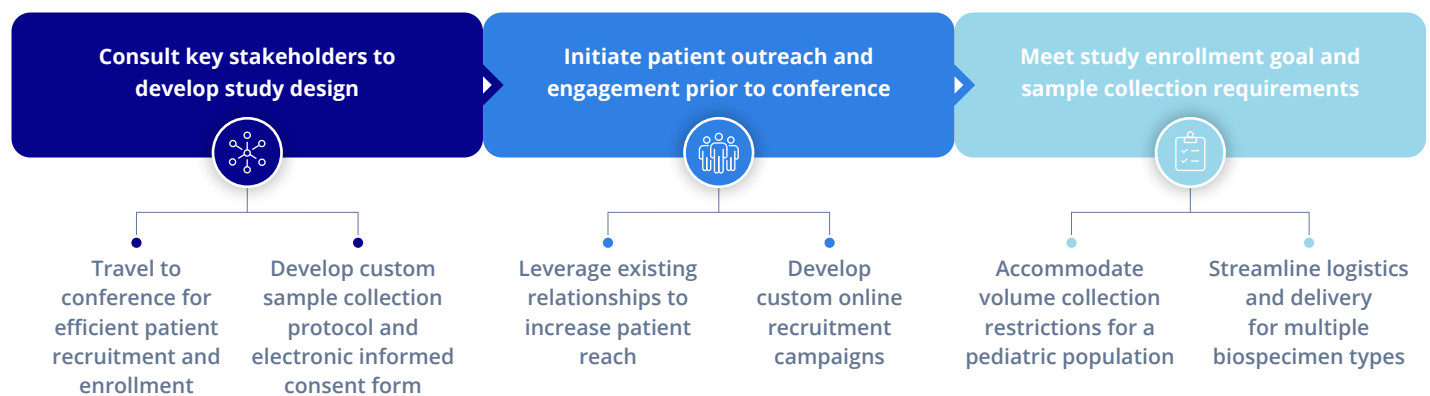 Consult key stakeholders to
develop study design
Initiate patient outreach and
engagement prior to conference
Meet study enrollment goal and
sample collection requirements
Travel to
conference for
efficient patient
recruitment and
enrollment
Develop custom
sample collection
protocol and
electronic informed
consent form
Leverage existing
relationships to
increase patient
reach
Develop
custom online
recruitment
campaigns
Accommodate
volume collection
restrictions for a
pediatric population
Streamline logistics
and delivery
for multiple
biospecimen types